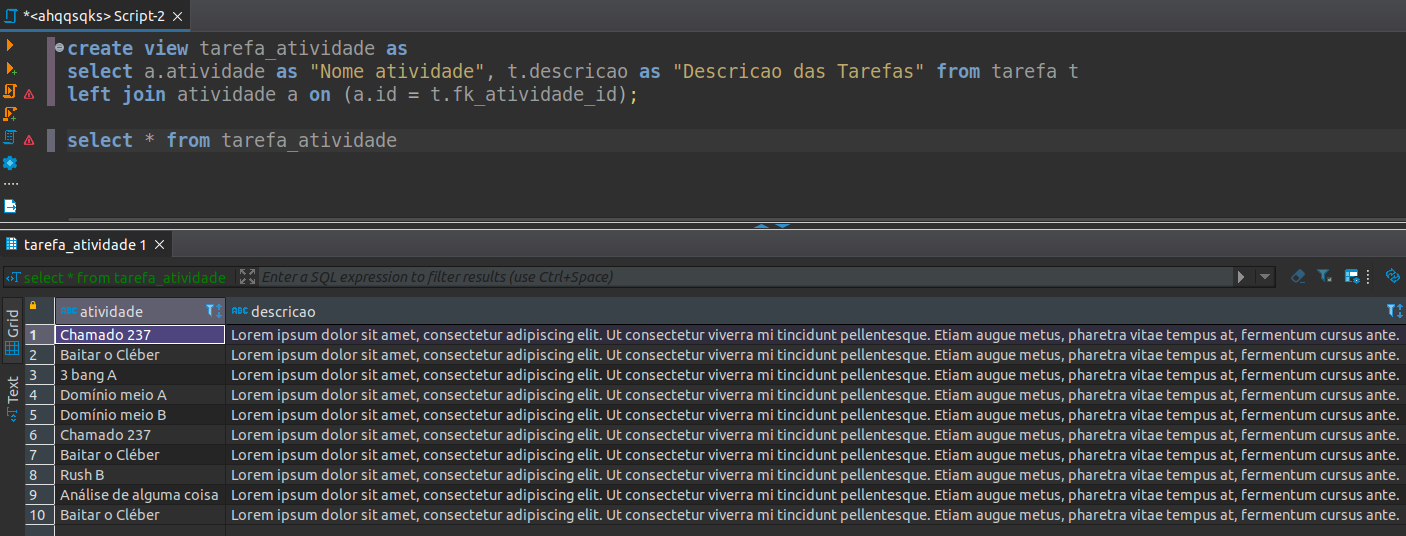 *<ahqqsqks> Script-2
create view tarefa_atividade as
select a.atividade as "Nome atividade", t.descricao as "Descricao das Tarefas" from tarefa t
left join atividade a on (a.id = t.fk_atividade_id);
select * from tarefa_atividade
tarefa_atividade 1
select * from tarefa_atividade Enter a SQL expression to filter results (use Ctrl+Space)
Grid
Text
ABC atividade ABC descricao
1 Chamado 237 Lorem ipsum dolor sit amet, consectetur adipiscing elit. Ut consectetur viverra mi tincidunt pellentesque. Etiam augue metus, pharetra vitae tempus at, fermentum cursus ante.
2 Baitar o Cléber Lorem ipsum dolor sit amet, consectetur adipiscing elit. Ut consectetur viverra mi tincidunt pellentesque. Etiam augue metus, pharetra vitae tempus at, fermentum cursus ante.
3 3 bang A Lorem ipsum dolor sit amet, consectetur adipiscing elit. Ut consectetur viverra mi tincidunt pellentesque. Etiam augue metus, pharetra vitae tempus at, fermentum cursus ante.
4 Domínio meio A Lorem ipsum dolor sit amet, consectetur adipiscing elit. Ut consectetur viverra mi tincidunt pellentesque. Etiam augue metus, pharetra vitae tempus at, fermentum cursus ante.
5 Domínio meio B Lorem ipsum dolor sit amet, consectetur adipiscing elit. Ut consectetur viverra mi tincidunt pellentesque. Etiam augue metus, pharetra vitae tempus at, fermentum cursus ante.
6 Chamado 237 Lorem ipsum dolor sit amet, consectetur adipiscing elit. Ut consectetur viverra mi tincidunt pellentesque. Etiam augue metus, pharetra vitae tempus at, fermentum cursus ante.
7 Baitar o Cléber Lorem ipsum dolor sit amet, consectetur adipiscing elit. Ut consectetur viverra mi tincidunt pellentesque. Etiam augue metus, pharetra vitae tempus at, fermentum cursus ante.
8 Rush B Lorem ipsum dolor sit amet, consectetur adipiscing elit. Ut consectetur viverra mi tincidunt pellentesque. Etiam augue metus, pharetra vitae tempus at, fermentum cursus ante.
9 Análise de alguma coisa Lorem ipsum dolor sit amet, consectetur adipiscing elit. Ut consectetur viverra mi tincidunt pellentesque. Etiam augue metus, pharetra vitae tempus at, fermentum cursus ante.
10 Baitar o Cléber Lorem ipsum dolor sit amet, consectetur adipiscing elit. Ut consectetur viverra mi tincidunt pellentesque. Etiam augue metus, pharetra vitae tempus at, fermentum cursus ante.